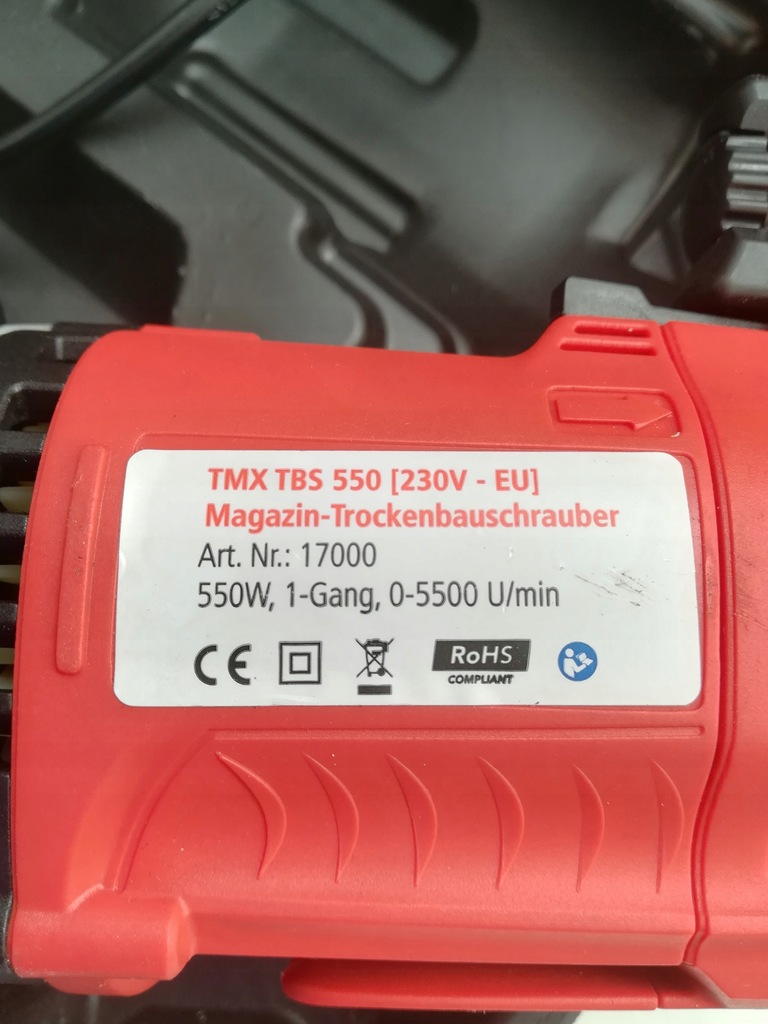 TMX TBS 550 [230V - EU]
Magazin-Trockenbauschrauber
Art. Nr.: 17000
550W, 1-Gang, 0-5500 U/min
CE
RoHS
COMPLIANT